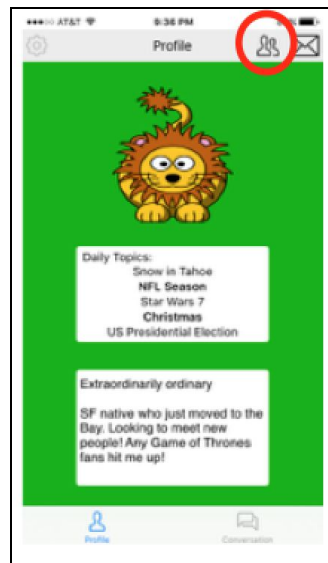 AT&T 9:36 PM
Profile
Daily Topics:
Snow in Tahoe
NFL Season
Star Wars 7
Christmas
US Presidential Election
Extraordinarily ordinary
SF native who just moved to the
Bay. Looking to meet new
people! Any Game of Thrones
fans hit me up!
Profile Conversation